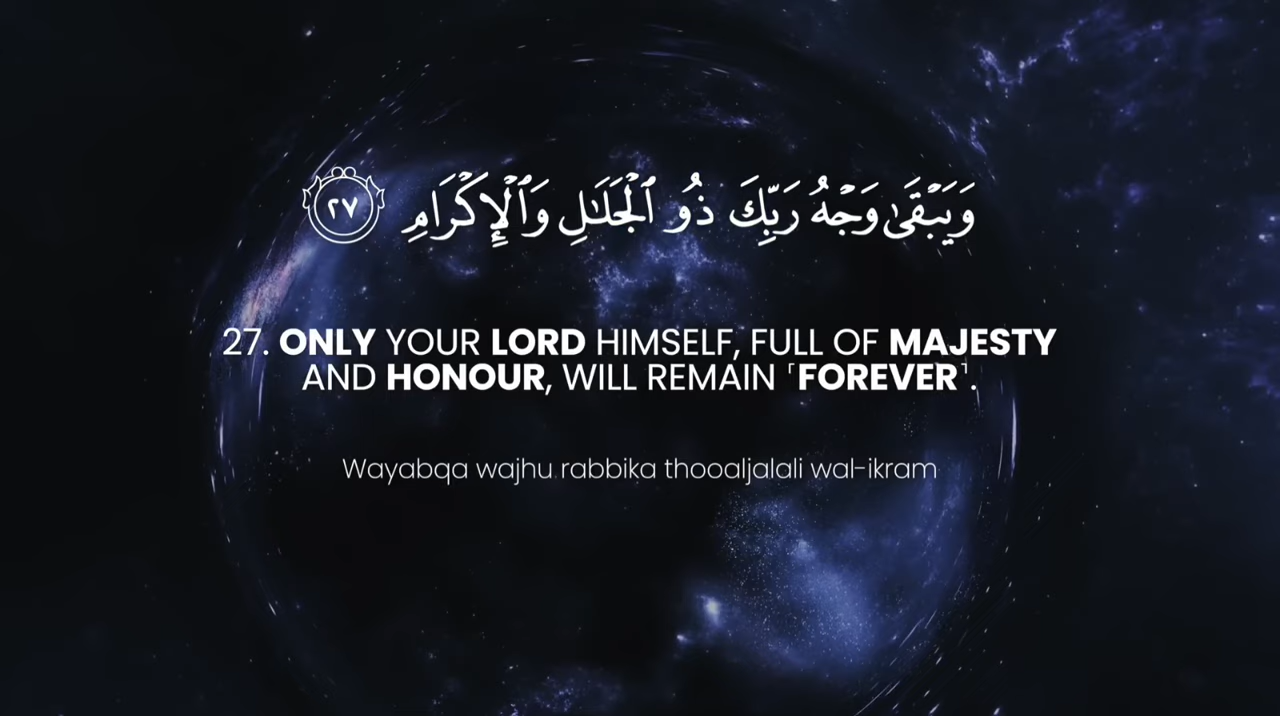 وَيَبْقَىٰ وَجْهُ رَبِّكَ ذُو ٱلْجَلَـٰلِ وَٱلْإِكْرَامِ ٢٧
27. ONLY YOUR LORD HIMSELF, FULL OF MAJESTY
AND HONOUR, WILL REMAIN ˹FOREVER˺.
Wayabqa wajhu rabbika thooaljalali wal-ikram